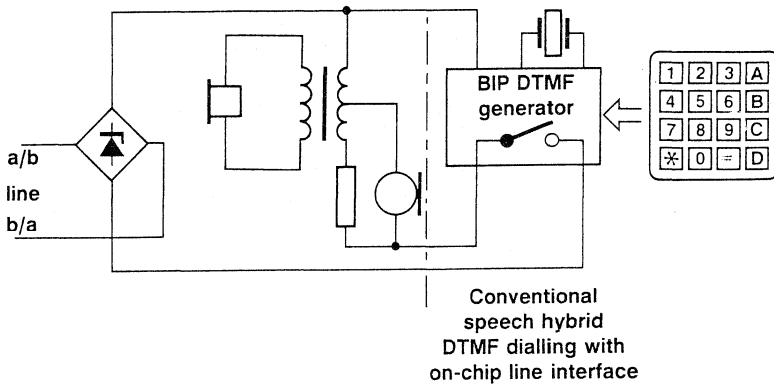 BIP DTMF
generator
1 2 3 A
4 5 6 B
7 8 9 C
* 0 = D
a/b
line
b/a
Conventional
speech hybrid
DTMF dialling with
on-chip line interface